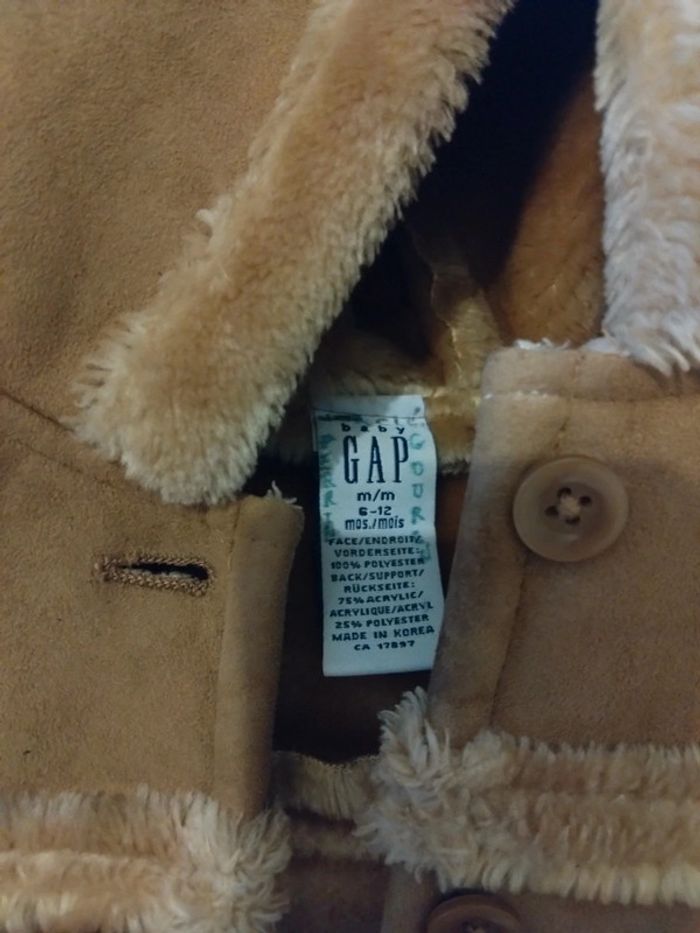 baby
GAP
m/m
6-12
mos./mois
FACE/ENDROIT/
VORDERSEITE:
100% POLYESTER
BACK/SUPPORT/
RÜCKSEITE:
75% ACRYLIC/
ACRYLIQUE/ACRYL
25% POLYESTER
MADE IN KOREA
CA 17897